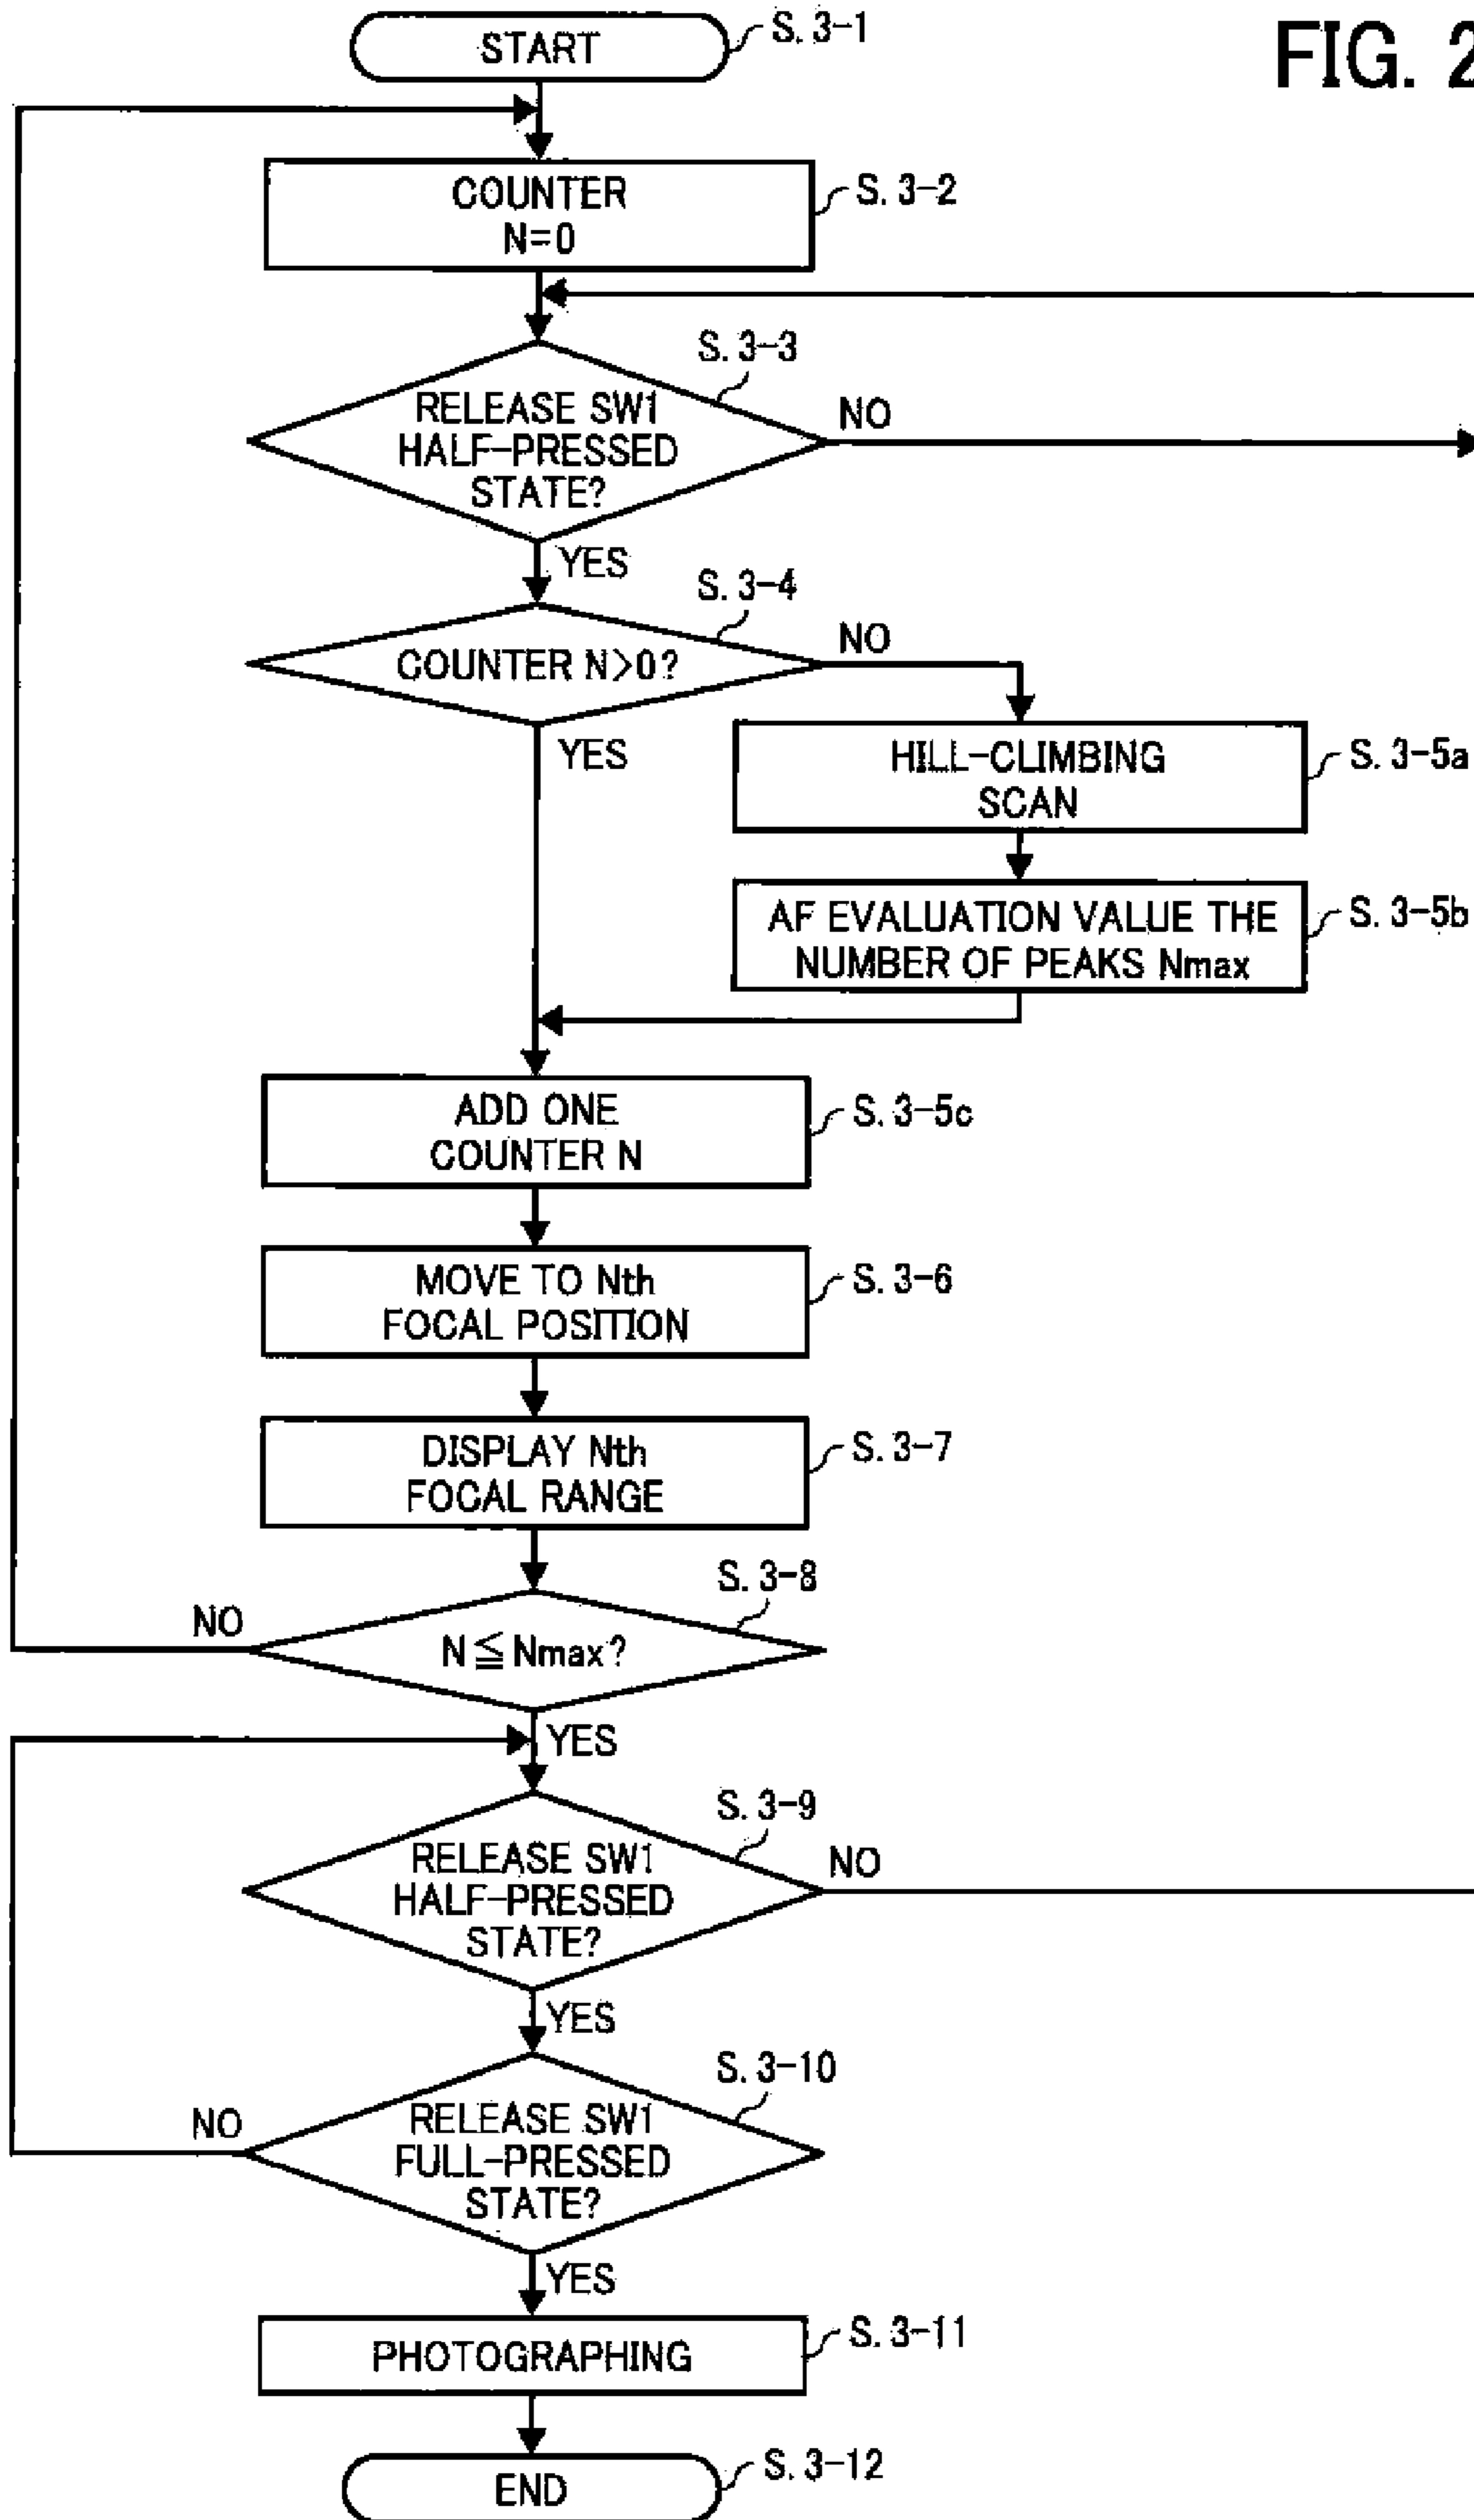 FIG. 2
START
S. 3-1
COUNTER
N=0
S. 3-2
S. 3-3
RELEASE SW1
HALF-PRESSED
STATE?
NO
YES
S. 3-4
COUNTER N>0?
NO
YES
HILL-CLIMBING
SCAN
S. 3-5a
AF EVALUATION VALUE THE
NUMBER OF PEAKS Nmax
S. 3-5b
ADD ONE
COUNTER N
S. 3-5c
MOVE TO Nth
FOCAL POSITION
S. 3-6
DISPLAY Nth
FOCAL RANGE
S. 3-7
S. 3-8
NO
N≦Nmax?
YES
S. 3-9
RELEASE SW1
HALF-PRESSED
STATE?
NO
YES
S. 3-10
NO
RELEASE SW1
FULL-PRESSED
STATE?
YES
PHOTOGRAPHING
S. 3-11
END
S. 3-12